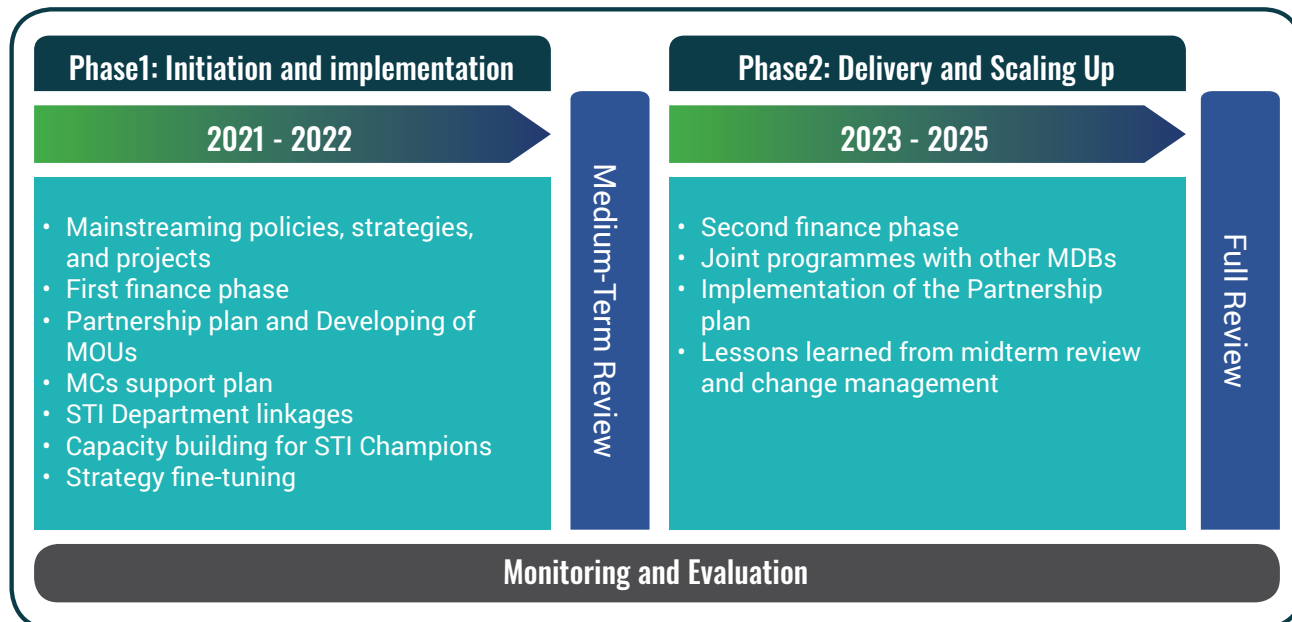 Phase1: Initiation and implementation
2021 - 2022
• Mainstreaming policies, strategies,
and projects
• First finance phase
• Partnership plan and Developing of
MOUs
• MCs support plan
• STI Department linkages
• Capacity building for STI Champions
• Strategy fine-tuning
Medium-Term Review
Phase2: Delivery and Scaling Up
2023 - 2025
• Second finance phase
• Joint programmes with other MDBs
• Implementation of the Partnership
plan
• Lessons learned from midterm review
and change management
Full Review
Monitoring and Evaluation